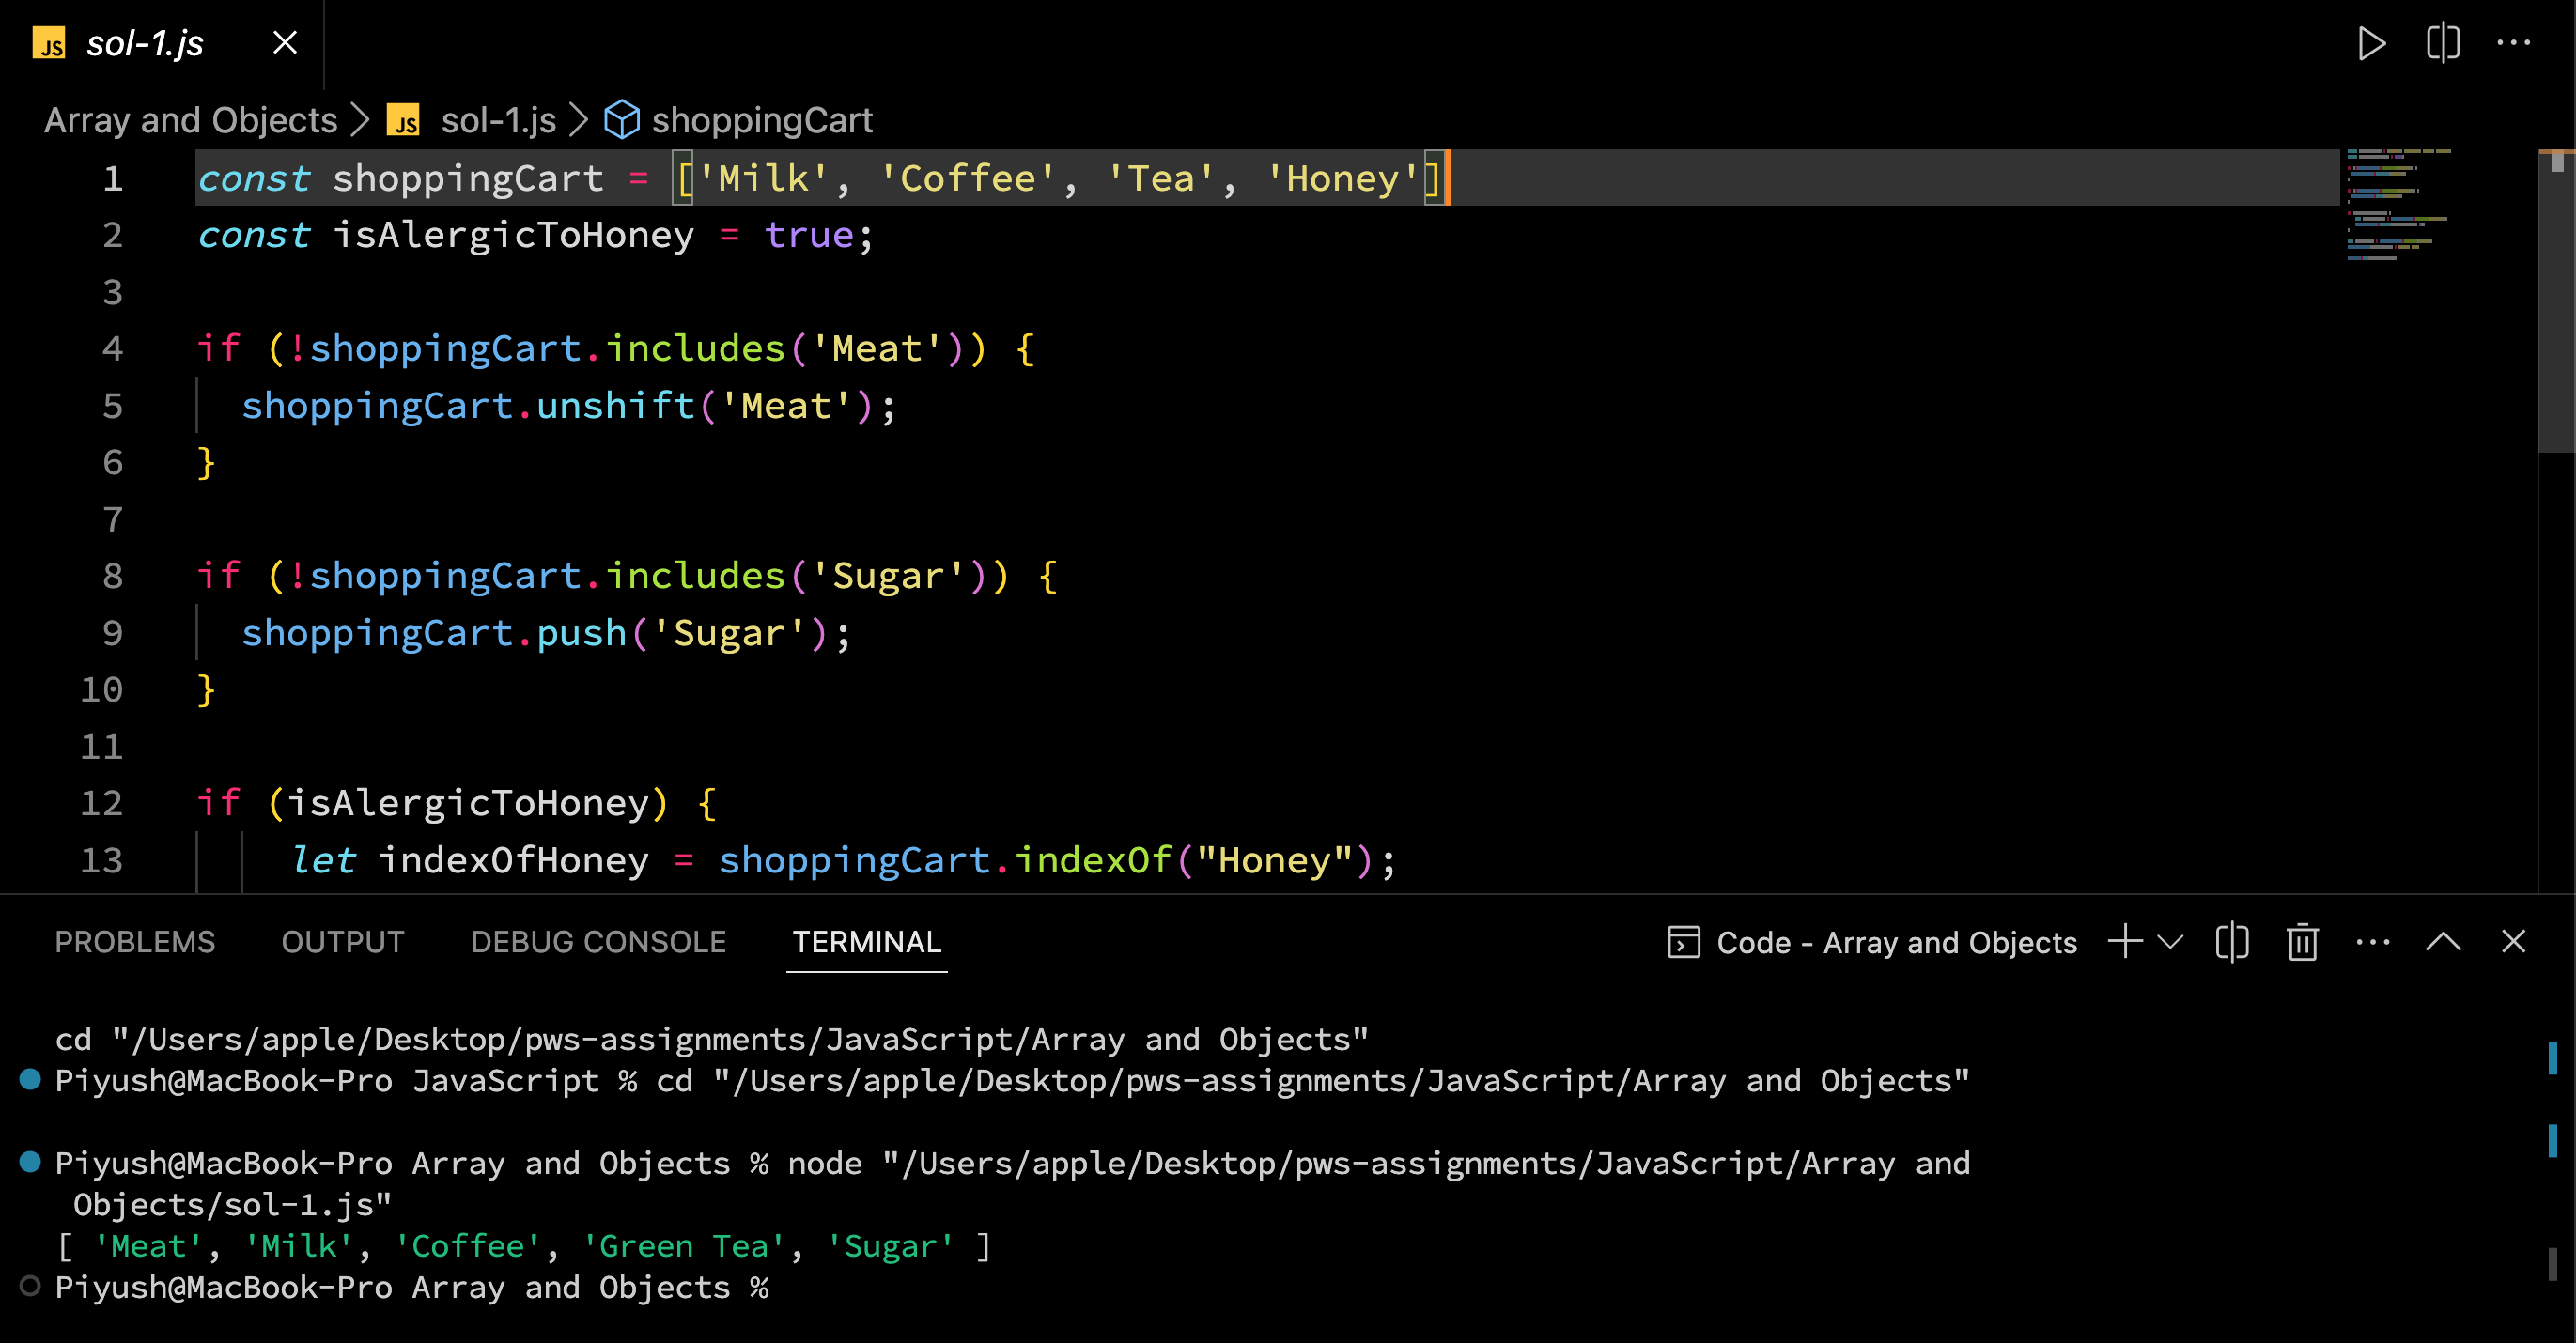 JS sol-1.js
Array and Objects > JS sol-1.js > shoppingCart
1 const shoppingCart = ['Milk', 'Coffee', 'Tea', 'Honey']
2 const isAlergicToHoney = true;
3
4 if (!shoppingCart.includes('Meat')) {
5 shoppingCart.unshift('Meat');
6 }
7
8 if (!shoppingCart.includes('Sugar')) {
9 shoppingCart.push('Sugar');
10 }
11
12 if (isAlergicToHoney) {
13 let indexOfHoney = shoppingCart.indexOf("Honey");
PROBLEMS OUTPUT DEBUG CONSOLE TERMINAL Code - Array and Objects
cd "/Users/apple/Desktop/pws-assignments/JavaScript/Array and Objects"
Piyush@MacBook-Pro JavaScript % cd "/Users/apple/Desktop/pws-assignments/JavaScript/Array and Objects"
Piyush@MacBook-Pro Array and Objects % node "/Users/apple/Desktop/pws-assignments/JavaScript/Array and
Objects/sol-1.js"
[ 'Meat', 'Milk', 'Coffee', 'Green Tea', 'Sugar' ]
Piyush@MacBook-Pro Array and Objects %